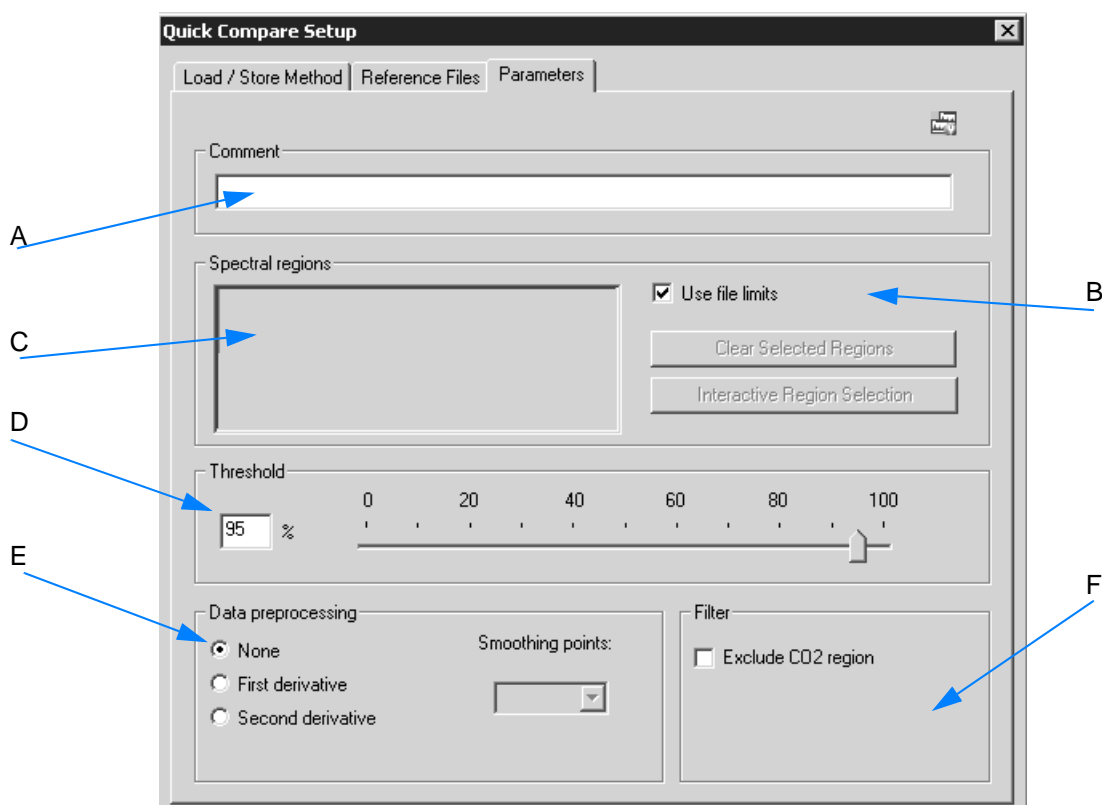 Quick Compare Setup
Load / Store Method Reference Files Parameters
Comment
A
Spectral regions
Use file limits
B
C
Clear Selected Regions
Interactive Region Selection
D
Threshold
0 20 40 60 80 100
95 %
E
Data preprocessing
None
Smoothing points:
First derivative
Second derivative
Filter
F
Exclude CO2 region